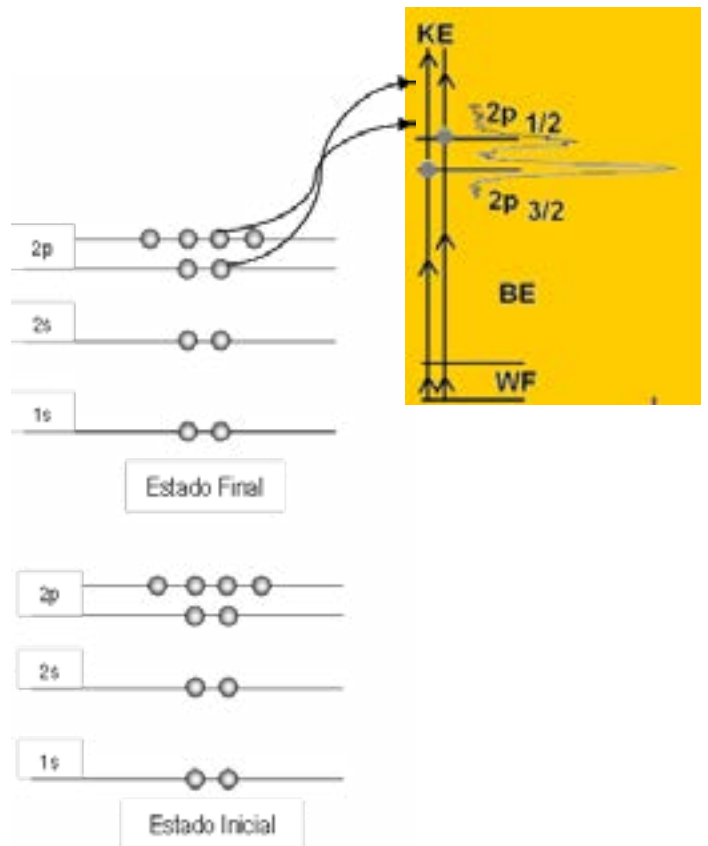 KE
2p 1/2
2p 3/2
BE
WF
2p
2s
1s
Estado Final
2p
2s
1s
Estado Inicial